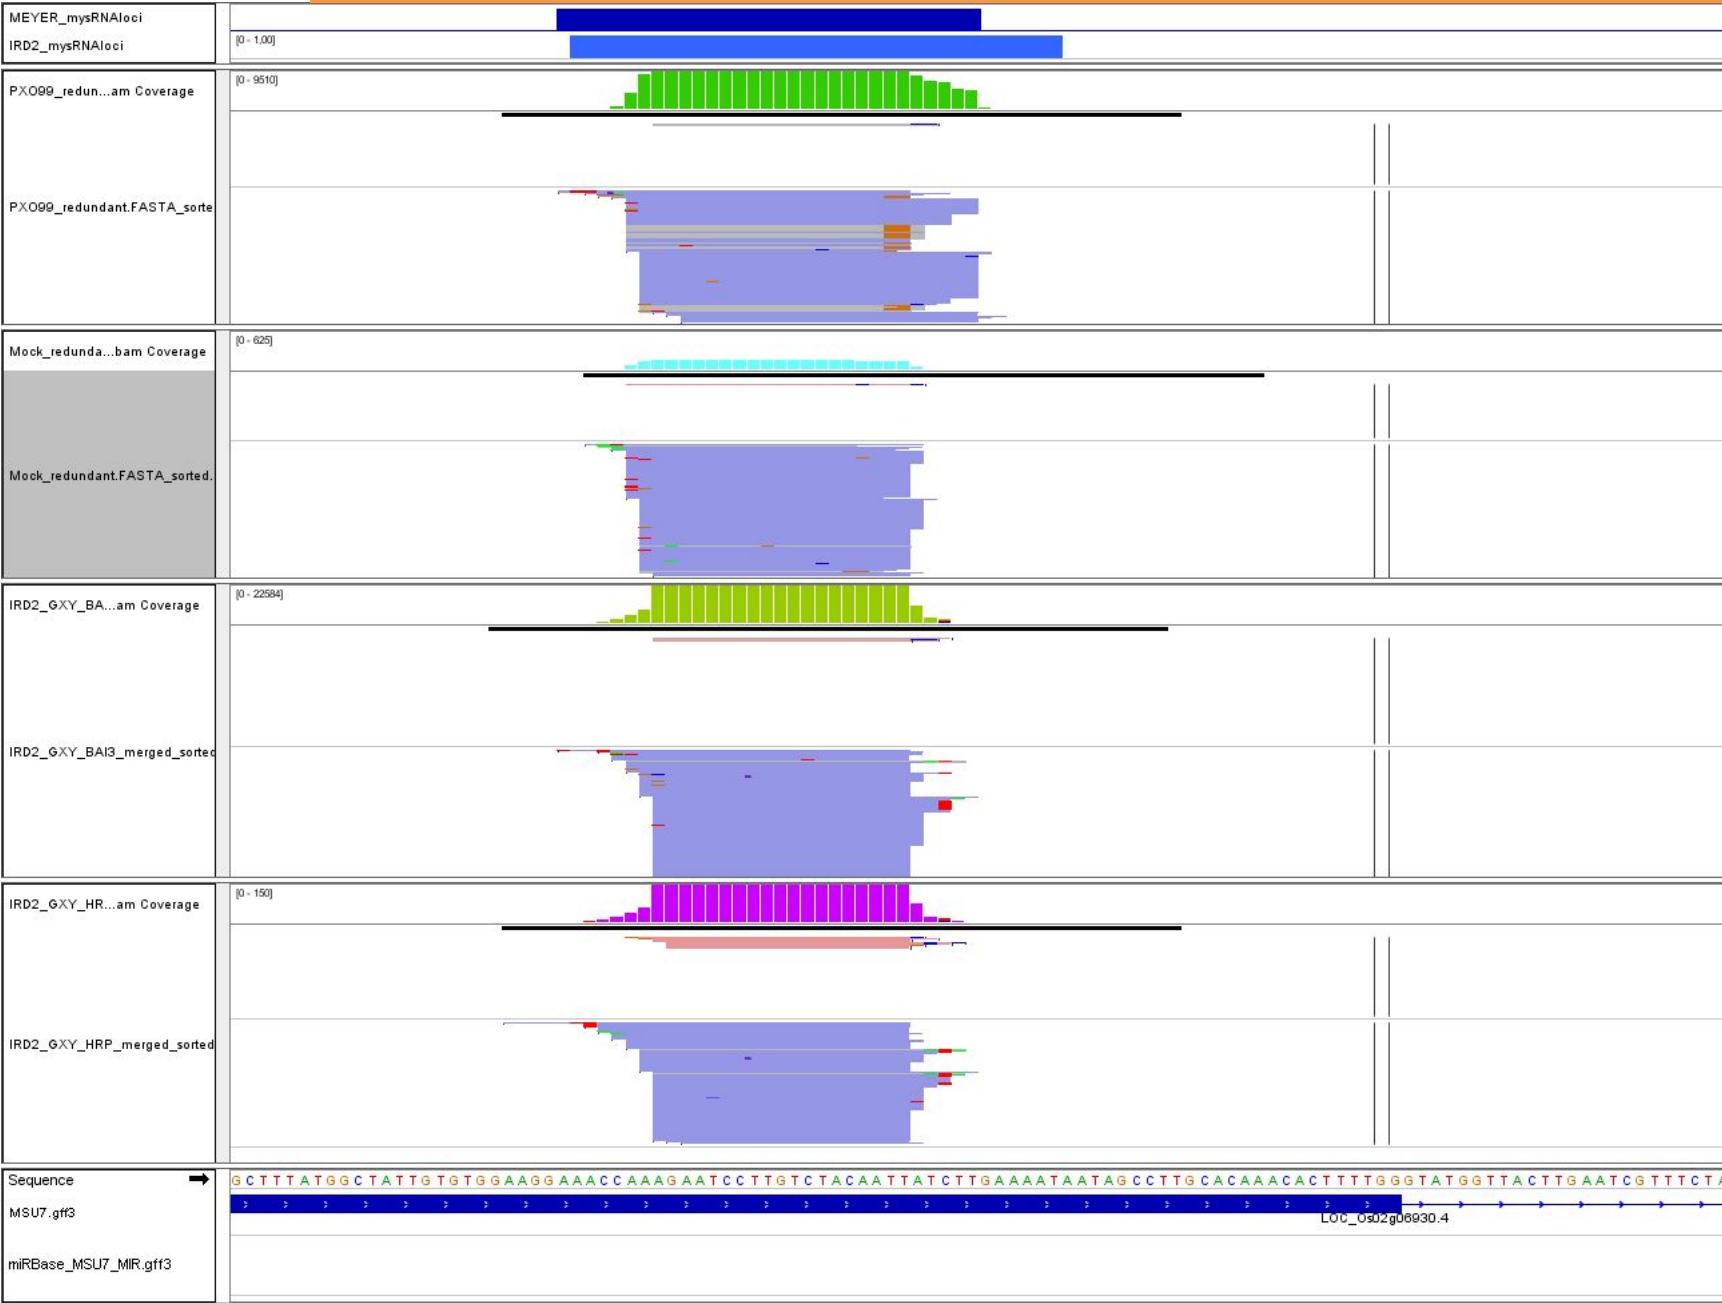 MEYER_mysRNAloci
IRD2_mysRNAloci
[0 - 1,00]
PXO99_redun...am Coverage
[0 - 9510]
PXO99_redundant.FASTA_sorte
Mock_redunda...bam Coverage
[0 - 625]
Mock_redundant.FASTA_sorted.
IRD2_GXY_BA...am Coverage
[0 - 22584]
IRD2_GXY_BAI3_merged_sorted
IRD2_GXY_HR...am Coverage
[0 - 150]
IRD2_GXY_HRP_merged_sorted
Sequence
GCTTTATGGCTATTGTGTGGAAGGAAACCAAAGAATCCTTGTCTACAATTATCTTGAAAATAATAGCCTTGCACAAACACTTTTGGGTATGGTTACTTGAATCGTTTCTA
MSU7.gff3
LOC_Os02g06930.4
miRBase_MSU7_MIR.gff3